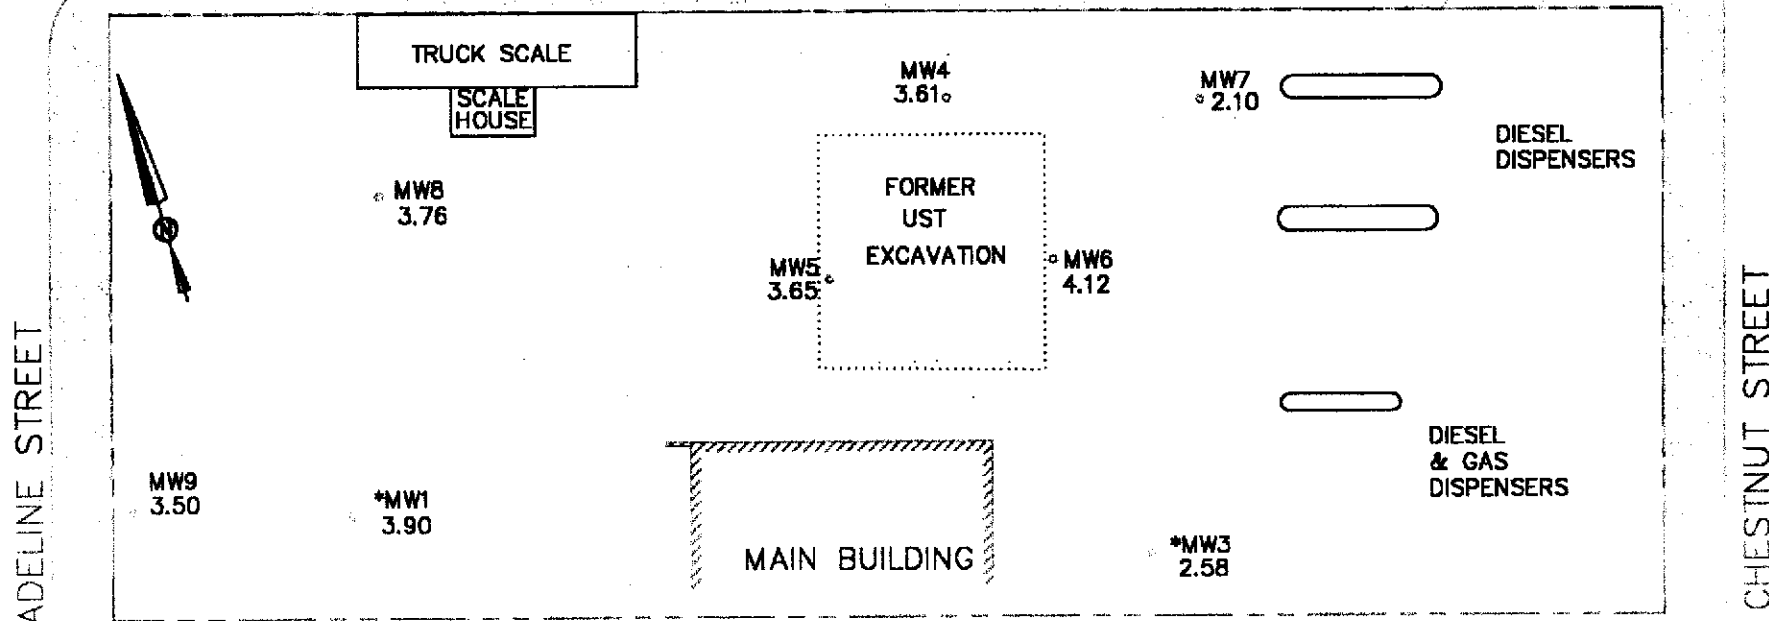 TRUCK SCALE
SCALE
HOUSE
MW4
3.61
MW7
2.10
DIESEL
DISPENSERS
MW8
3.76
N
FORMER
UST
EXCAVATION
MW5
3.65
MW6
4.12
ADELINE STREET
CHESTNUT STREET
DIESEL
& GAS
DISPENSERS
MW9
3.50
*MW1
3.90
MAIN BUILDING
*MW3
2.58